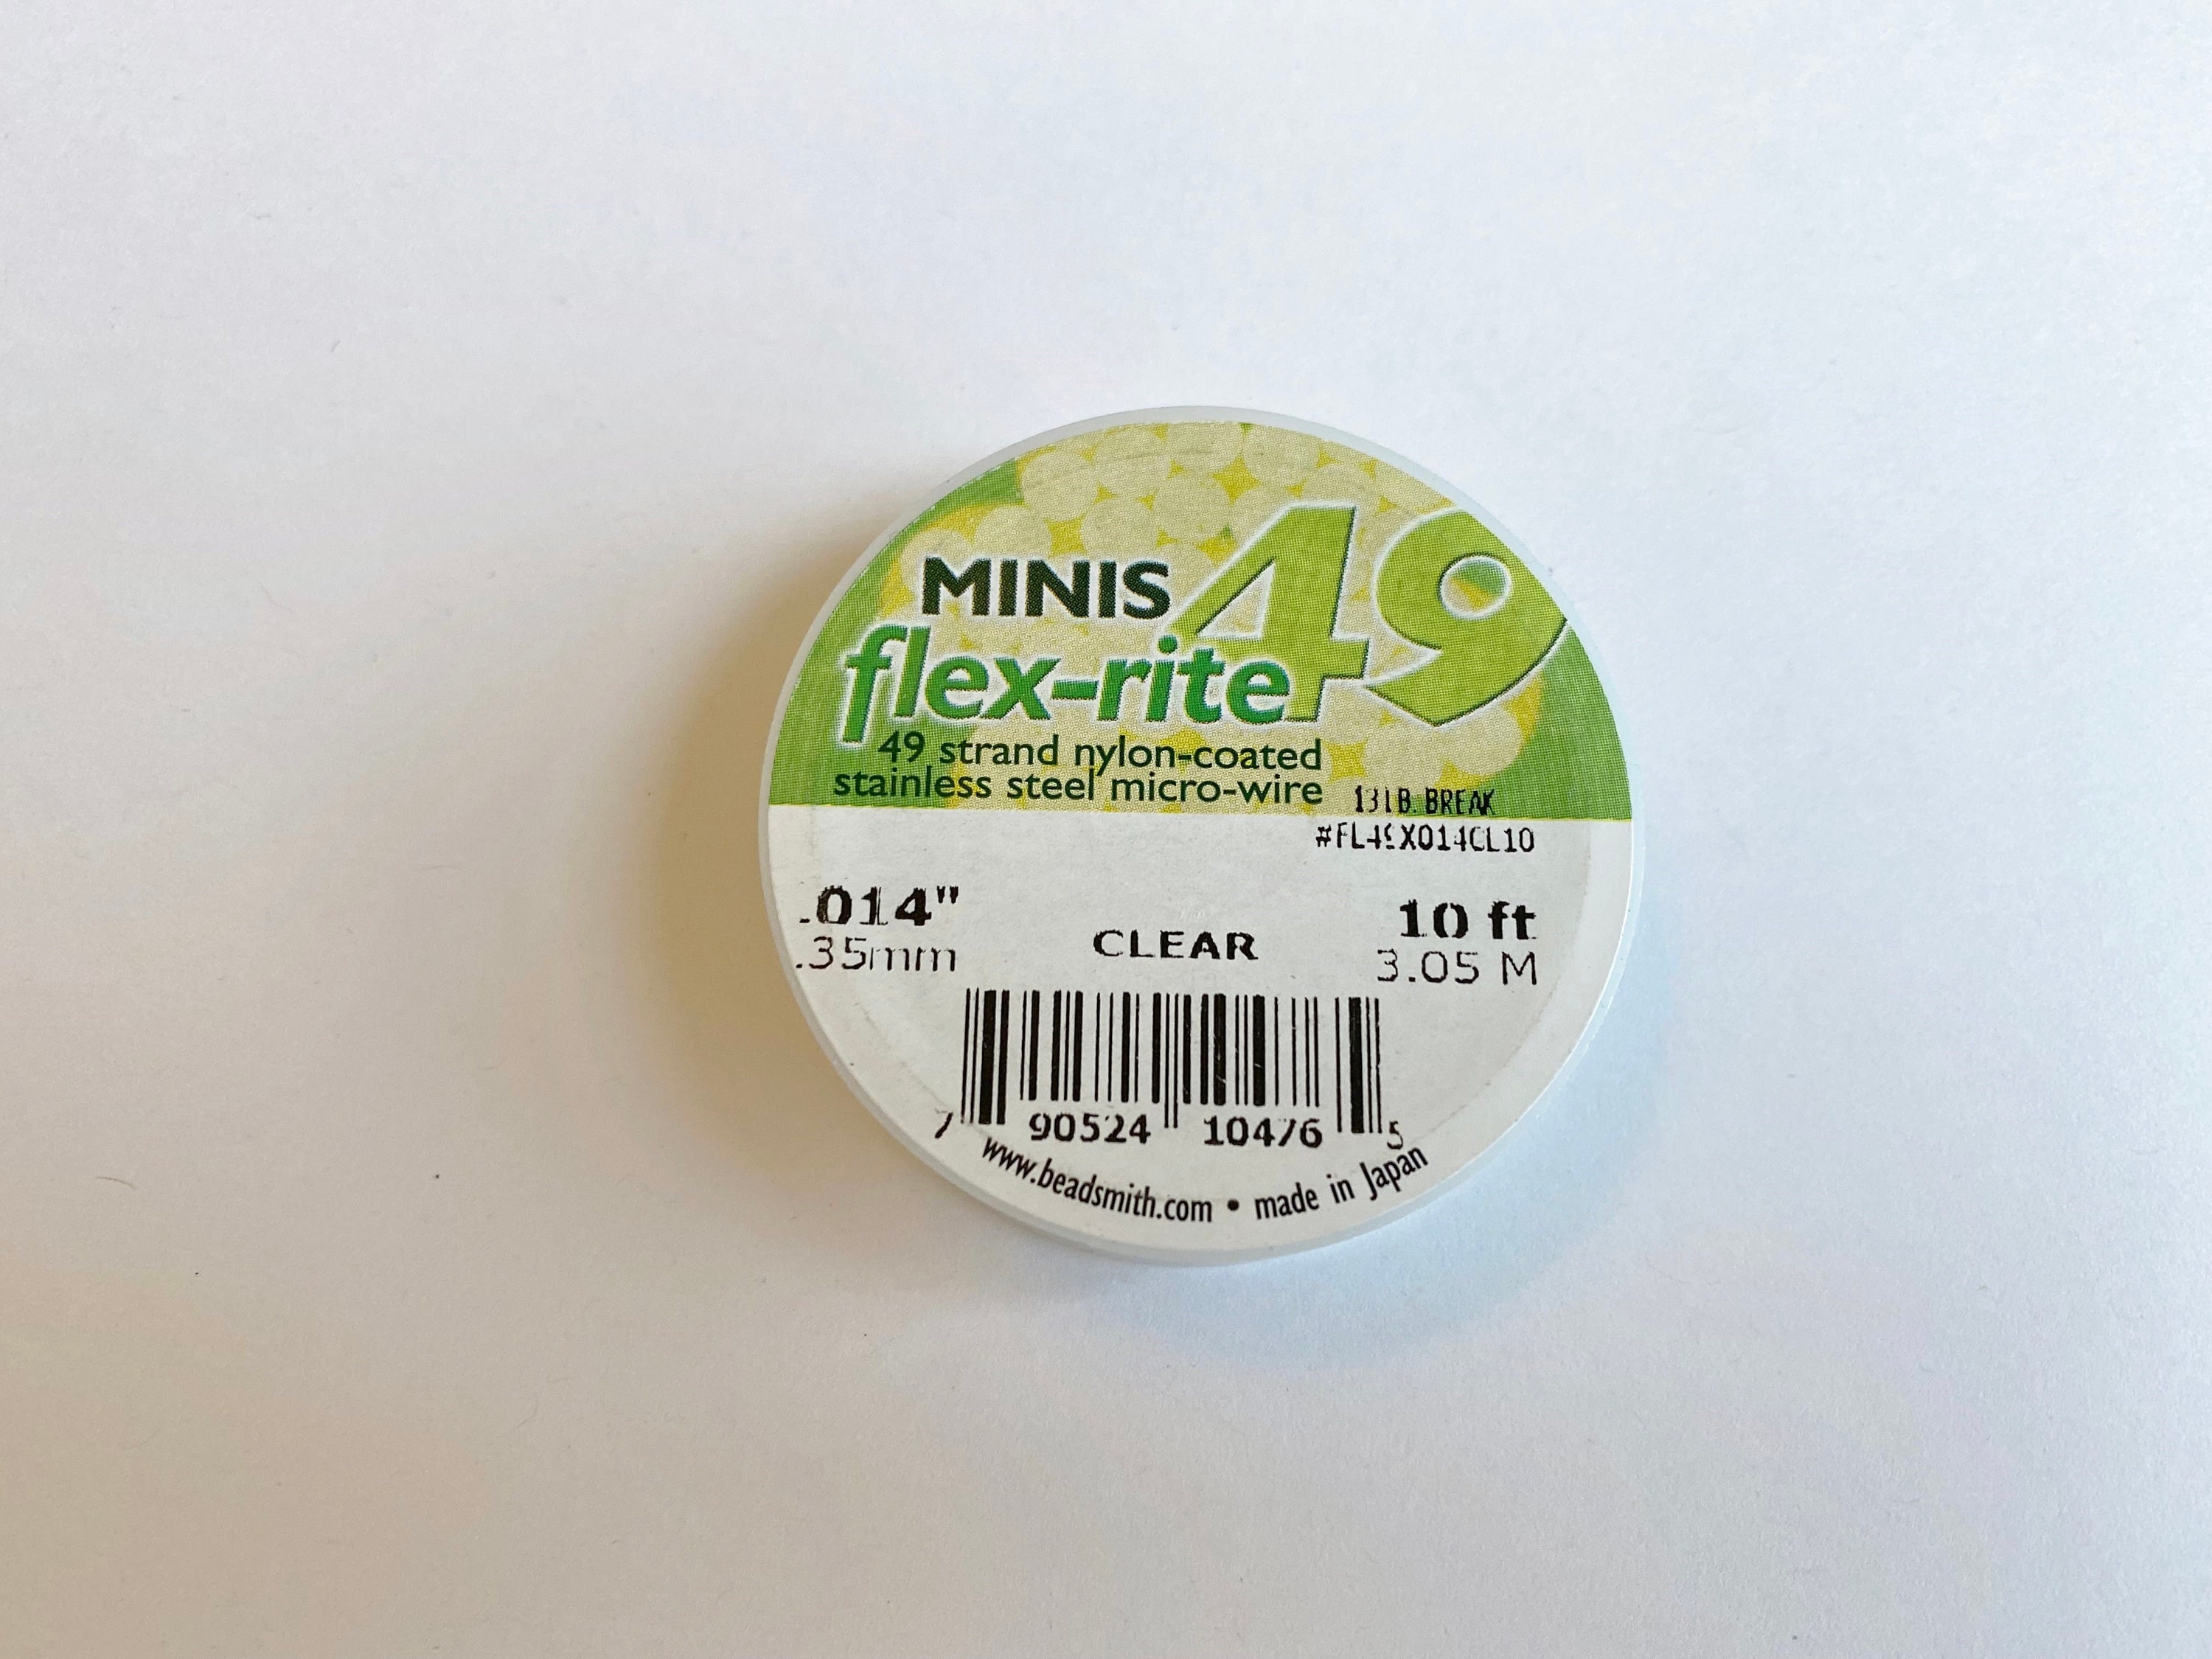 MINIS 49
flex-rite
49 strand nylon-coated
stainless steel micro-wire
13LB. BREAK
#FL49X014CL10
.014" 10 ft
.35mm CLEAR 3.05 M
7 90524 10476 5
www.beadsmith.com • made in Japan